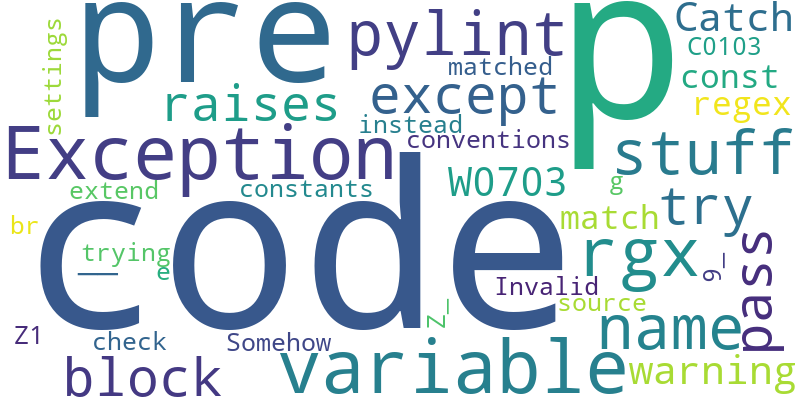 settings
pre
pylint
p
Catch
C0103
matched
const
raises
except
regex
instead
conventions
Exception
stuff
W0703
g
extend
constants
code
try
match
br
trying
e
__
rgx
9_
pass
Invalid
source
Z_
Z1
check
Somehow
name
block
variable
warning